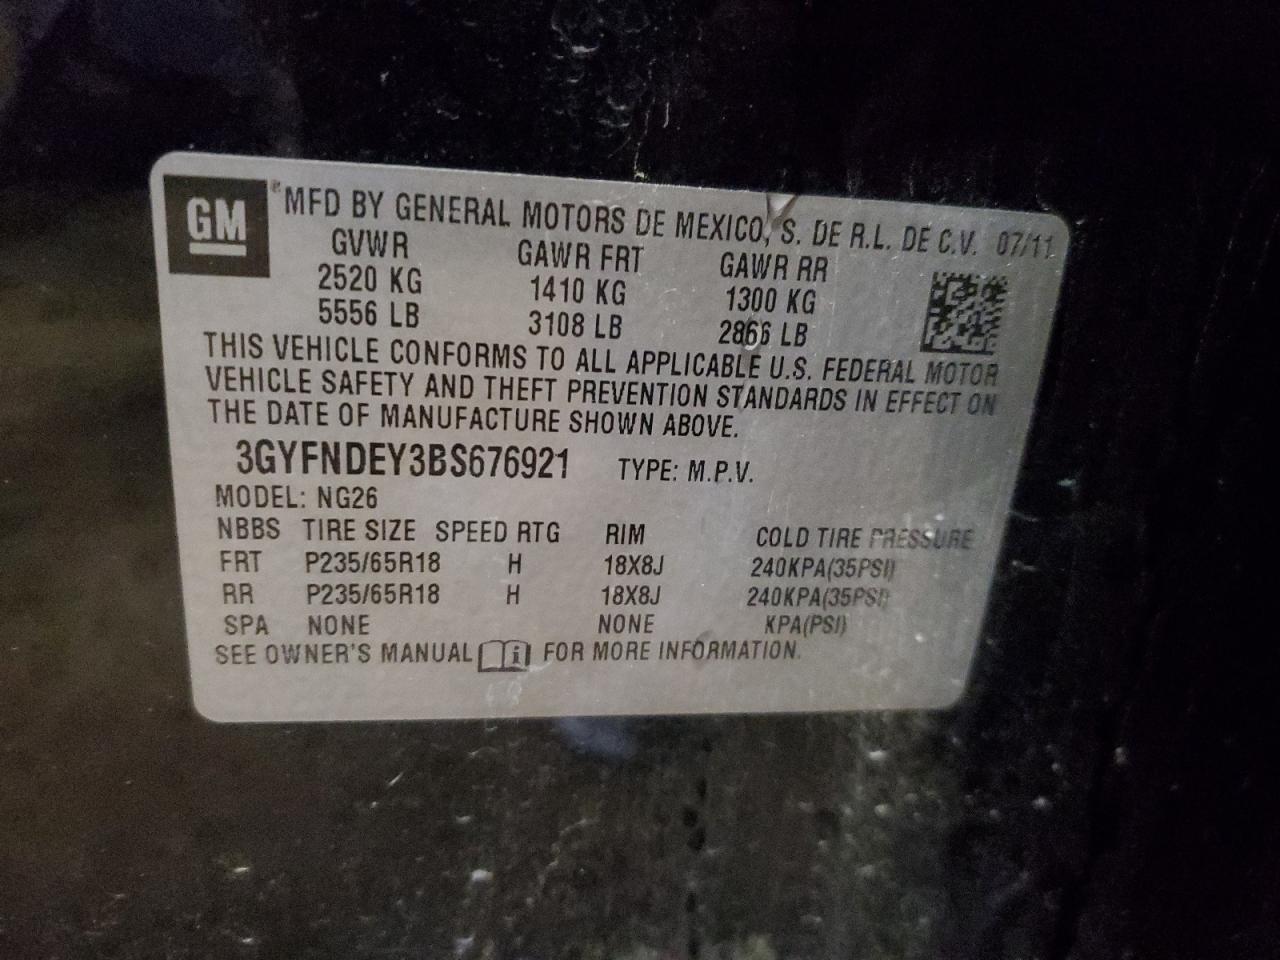 GM
® MFD BY GENERAL MOTORS DE MEXICO, S. DE R.L. DE C.V. 07/11
GVWR GAWR FRT GAWR RR
2520 KG 1410 KG 1300 KG
5556 LB 3108 LB 2866 LB
THIS VEHICLE CONFORMS TO ALL APPLICABLE U.S. FEDERAL MOTOR
VEHICLE SAFETY AND THEFT PREVENTION STANDARDS IN EFFECT ON
THE DATE OF MANUFACTURE SHOWN ABOVE.
3GYFNDEY3BS676921 TYPE: M.P.V.
MODEL: NG26
NBBS TIRE SIZE SPEED RTG RIM COLD TIRE PRESSURE
FRT P235/65R18 H 18X8J 240KPA(35PSI)
RR P235/65R18 H 18X8J 240KPA(35PSI)
SPA NONE NONE KPA(PSI)
SEE OWNER'S MANUAL i FOR MORE INFORMATION.